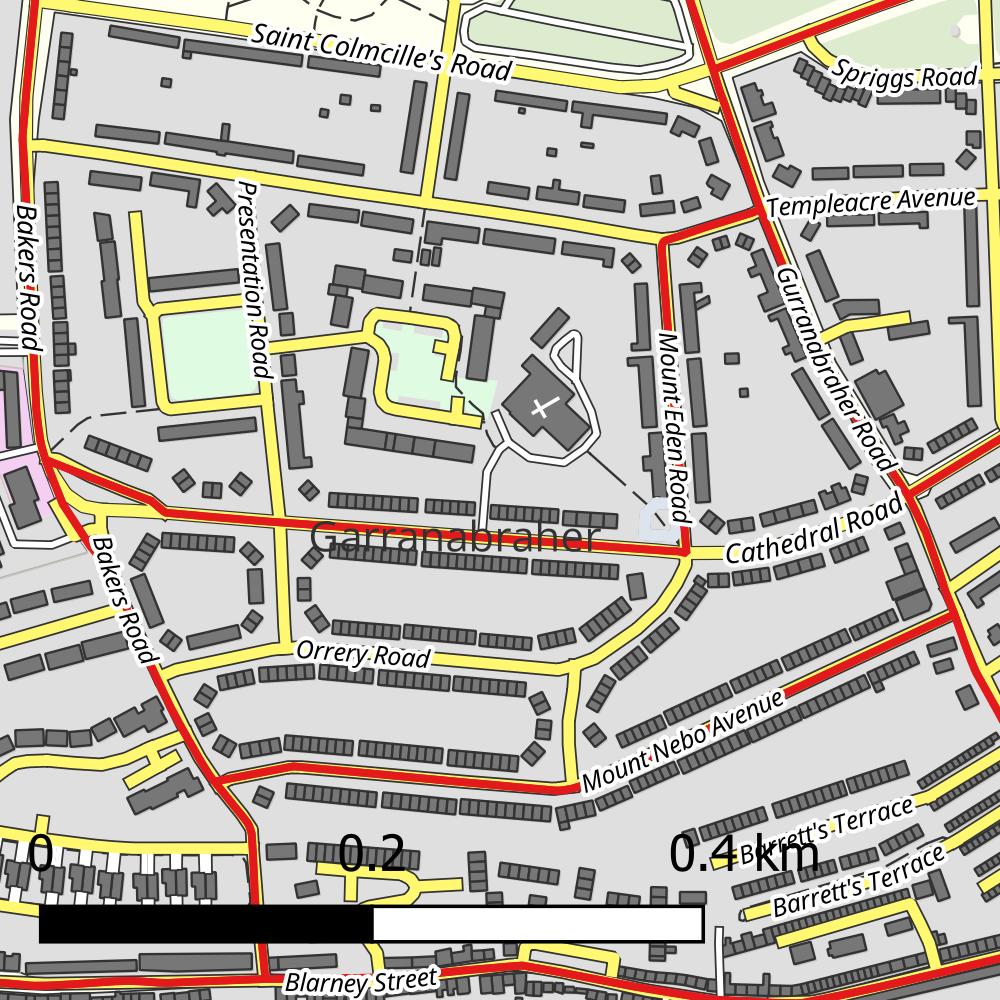 Saint Colmcille's Road
Spriggs Road
Templeacre Avenue
Bakers Road
Presentation Road
Gurranabraher Road
Mount Eden Road
Garranabraher
Cathedral Road
Bakers Road
Orrery Road
Mount Nebo Avenue
Barrett's Terrace
0 0.2 0.4 km
Barrett's Terrace
Blarney Street